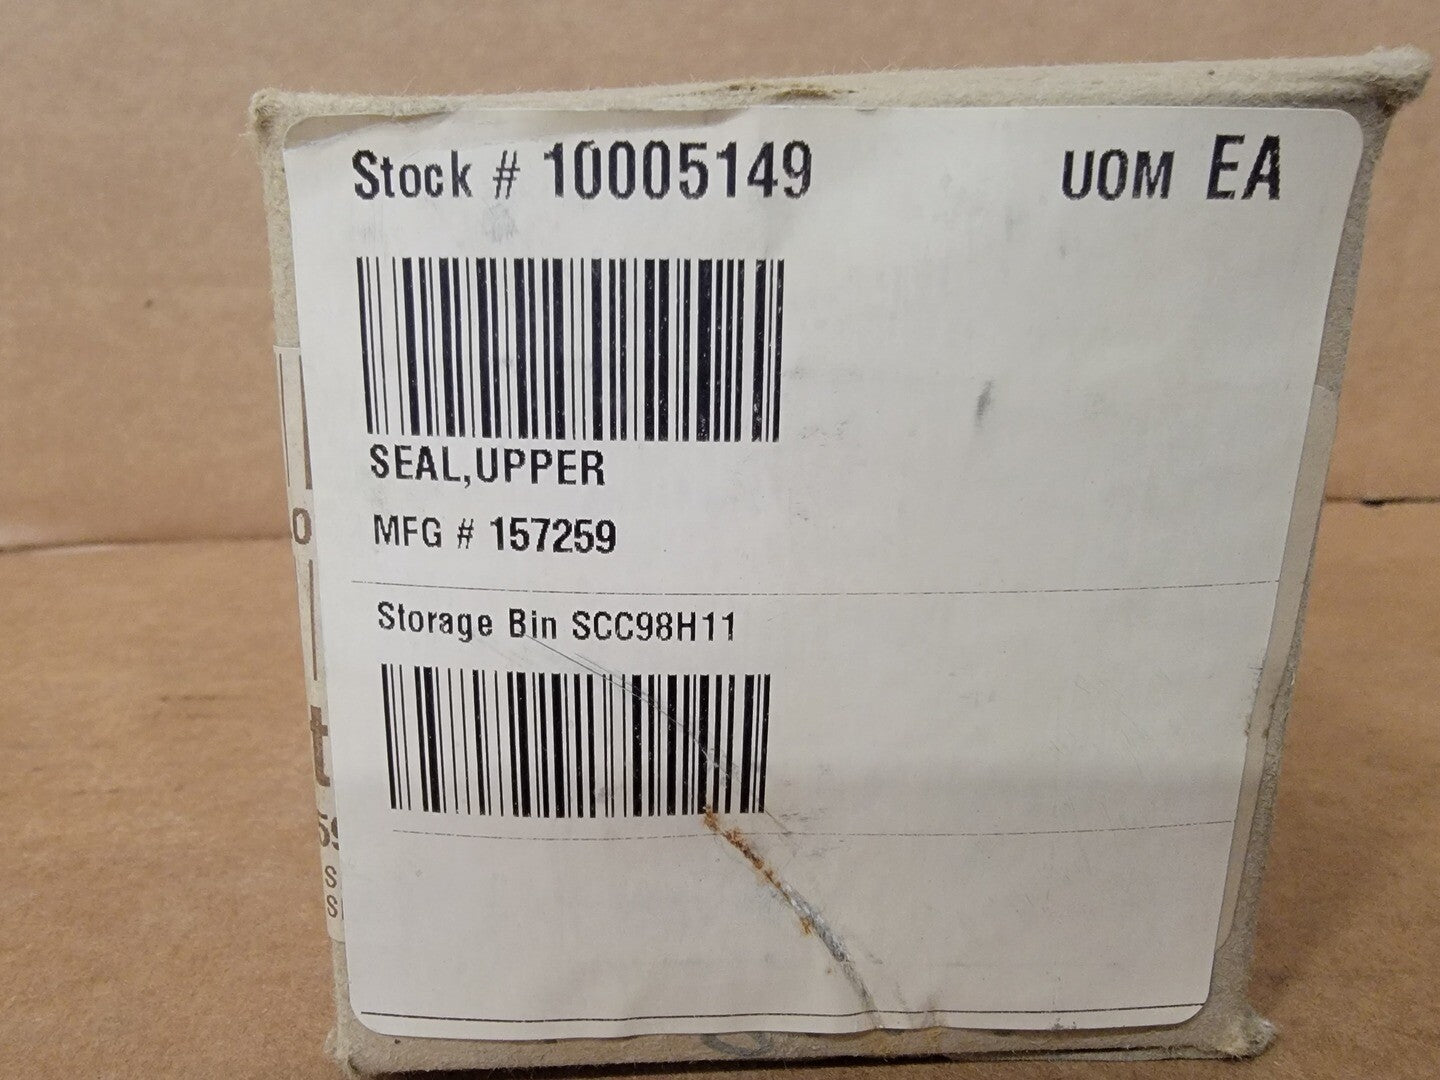 Stock # 10005149 UOM EA
SEAL,UPPER
MFG # 157259
Storage Bin SCC98H11